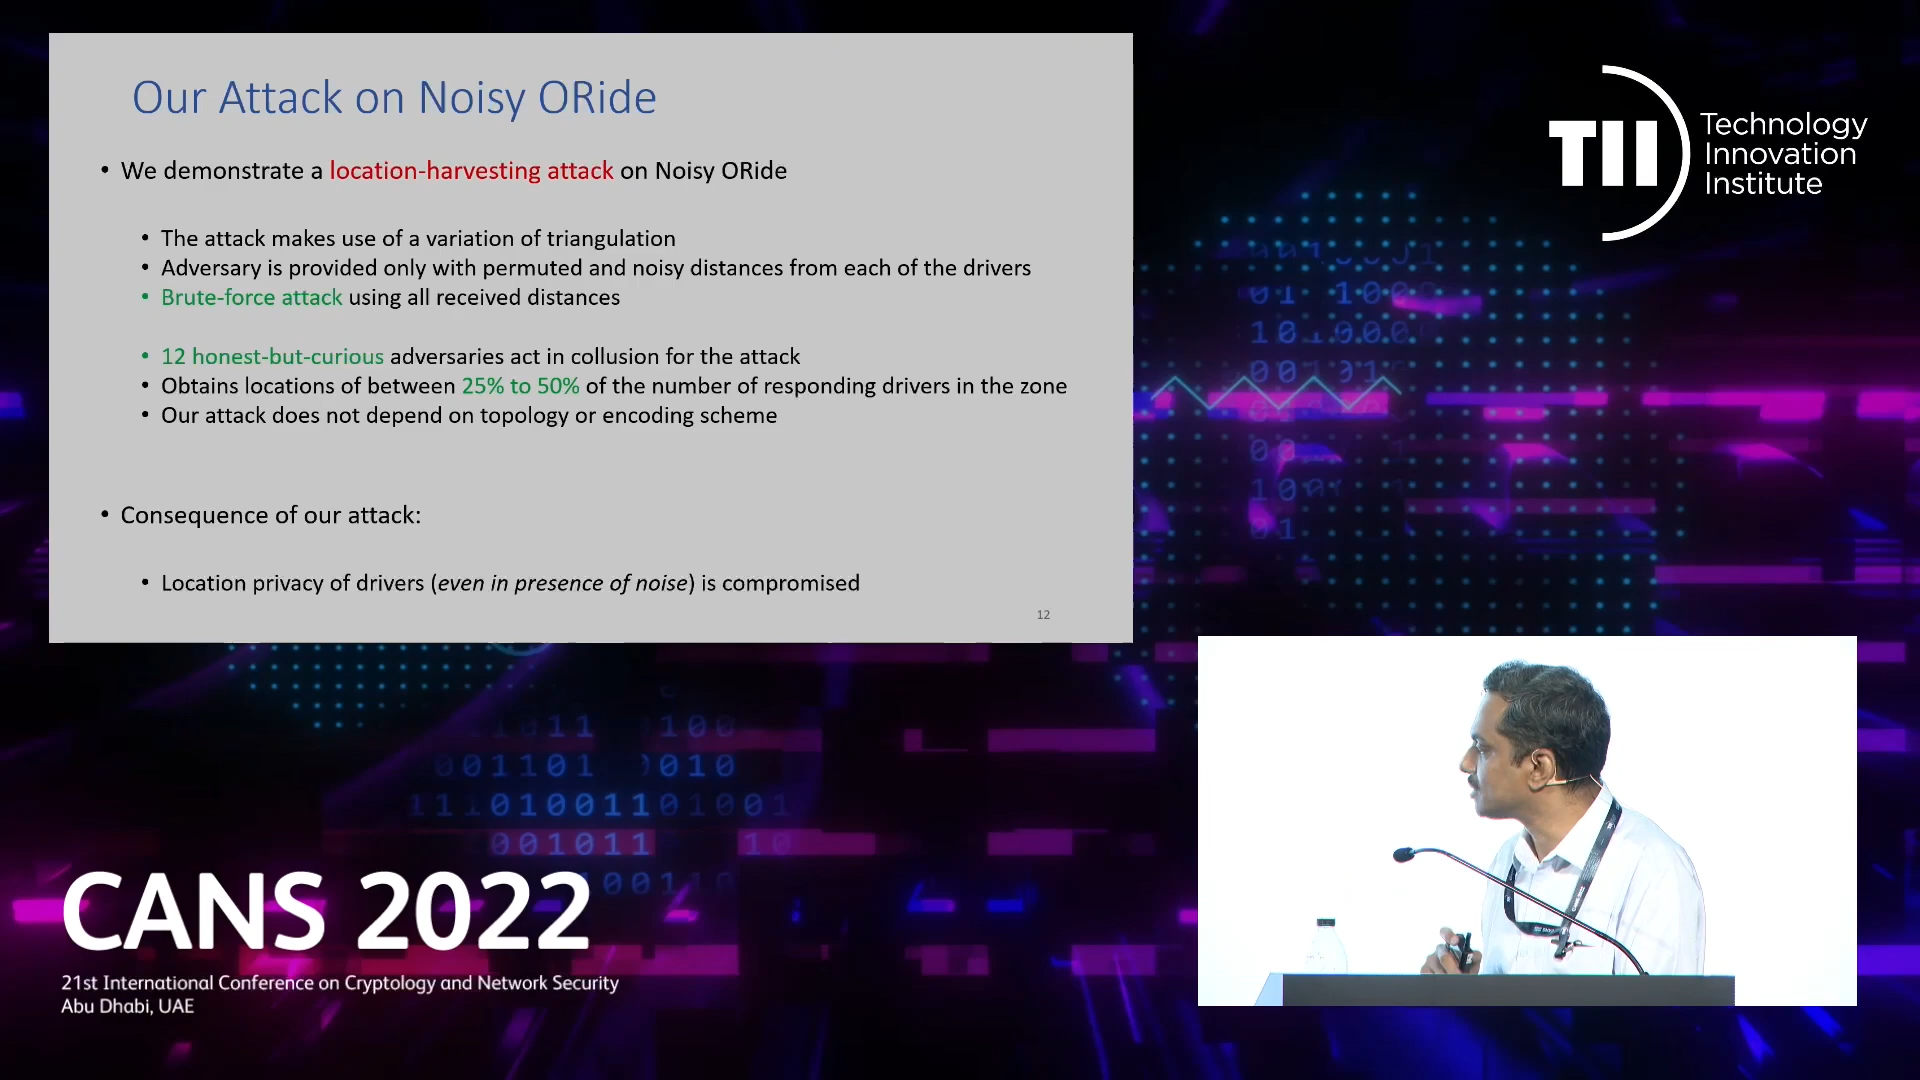 Our Attack on Noisy ORide
• We demonstrate a location-harvesting attack on Noisy ORide
• The attack makes use of a variation of triangulation
• Adversary is provided only with permuted and noisy distances from each of the drivers
• Brute-force attack using all received distances
• 12 honest-but-curious adversaries act in collusion for the attack
• Obtains locations of between 25% to 50% of the number of responding drivers in the zone
• Our attack does not depend on topology or encoding scheme
• Consequence of our attack:
• Location privacy of drivers (even in presence of noise) is compromised
12
TII
Technology
Innovation
Institute
CANS 2022
21st International Conference on Cryptology and Network Security
Abu Dhabi, UAE